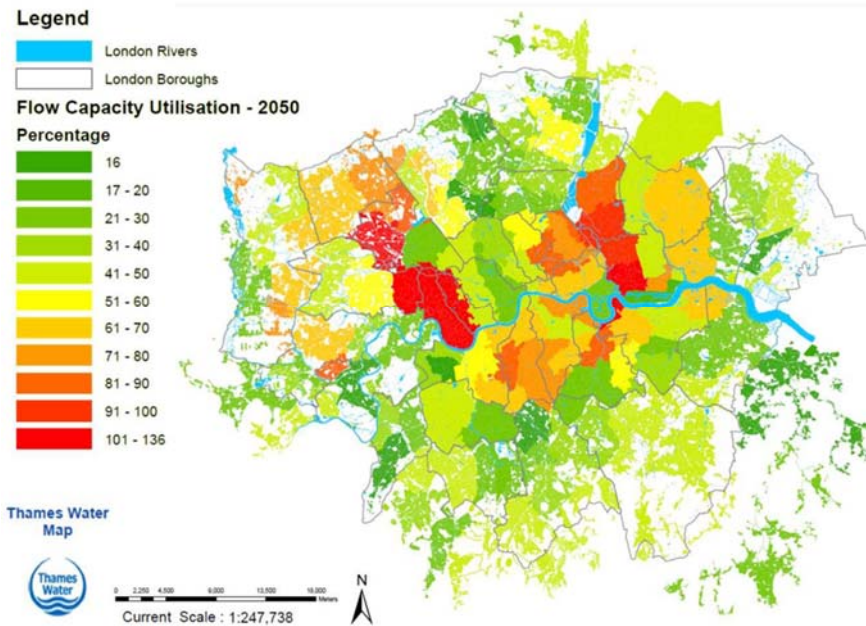 Legend
London Rivers
London Boroughs
Flow Capacity Utilisation - 2050
Percentage
16
17 - 20
21 - 30
31 - 40
41 - 50
51 - 60
61 - 70
71 - 80
81 - 90
91 - 100
101 - 136
Thames Water
Map
Thames
Water
0 2,250 4,500 9,000 13,500 18,000
Meters
N
Current Scale : 1:247,738